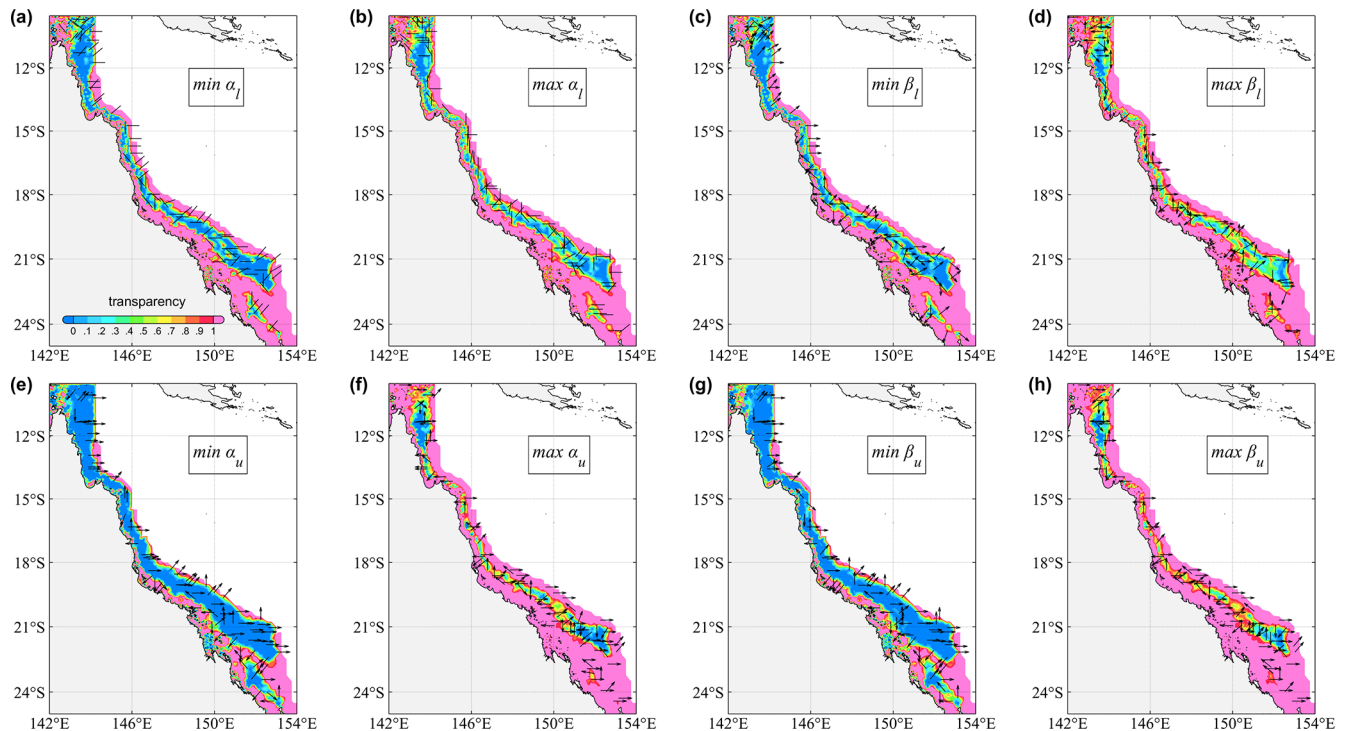 (a) (b) (c) (d)
12°S 12°S 12°S 12°S
min α_l max α_l min β_l max β_l
15°S 15°S 15°S 15°S
18°S 18°S 18°S 18°S
21°S 21°S 21°S 21°S
transparency
0 .1 .2 .3 .4 .5 .6 .7 .8 .9 1
24°S 24°S 24°S 24°S
142°E 146°E 150°E 154°E 142°E 146°E 150°E 154°E 142°E 146°E 150°E 154°E 142°E 146°E 150°E 154°E
(e) (f) (g) (h)
12°S 12°S 12°S 12°S
min α_u max α_u min β_u max β_u
15°S 15°S 15°S 15°S
18°S 18°S 18°S 18°S
21°S 21°S 21°S 21°S
24°S 24°S 24°S 24°S
142°E 146°E 150°E 154°E 142°E 146°E 150°E 154°E 142°E 146°E 150°E 154°E 142°E 146°E 150°E 154°E